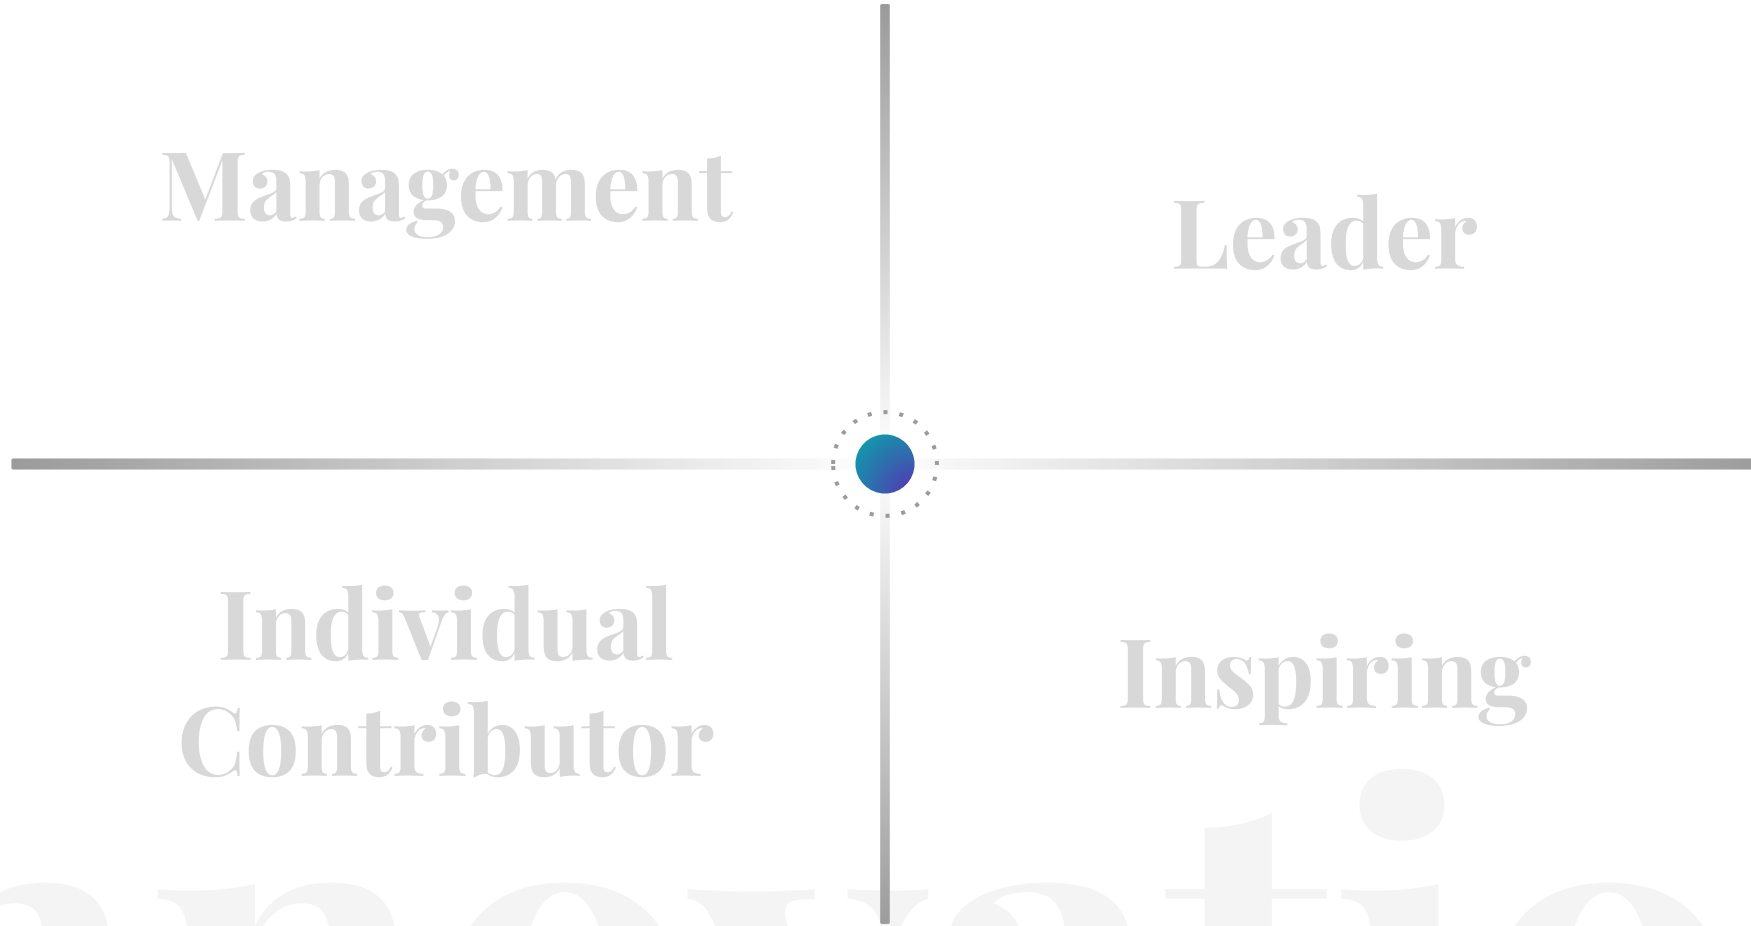 Management
Leader
Individual
Contributor
Inspiring